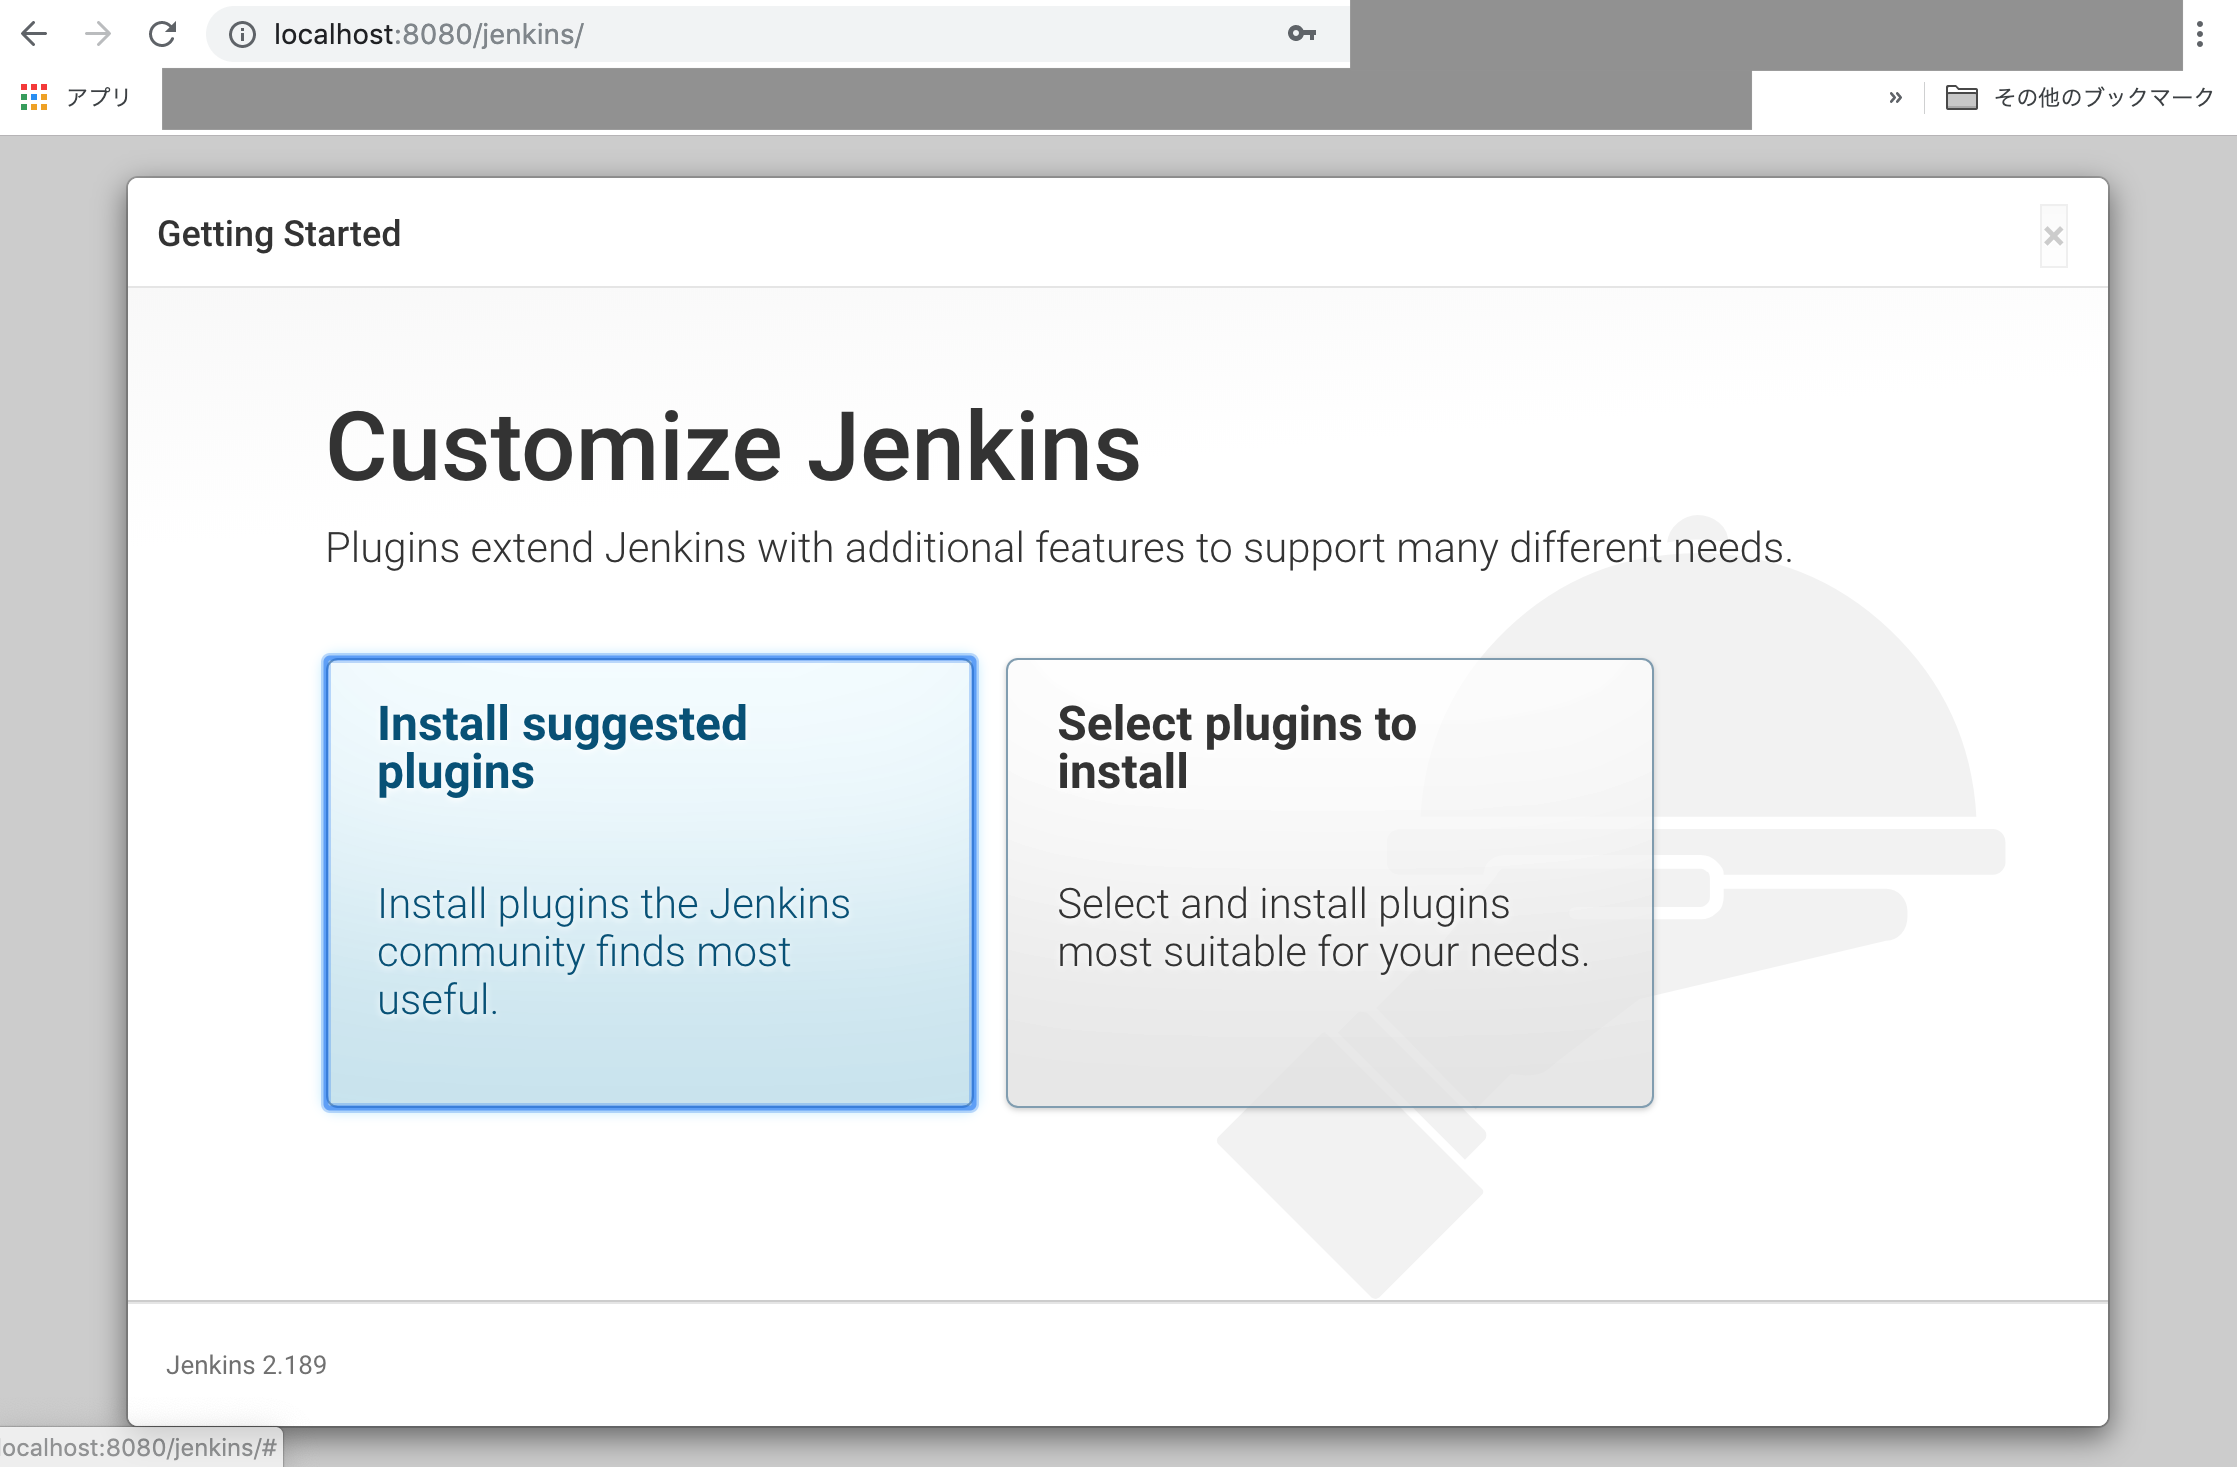 localhost:8080/jenkins/
アプリ
»
その他のブックマーク
Getting Started
×
Customize Jenkins
Plugins extend Jenkins with additional features to support many different needs.
Install suggested
plugins
Install plugins the Jenkins
community finds most
useful.
Select plugins to
install
Select and install plugins
most suitable for your needs.
Jenkins 2.189
localhost:8080/jenkins/#